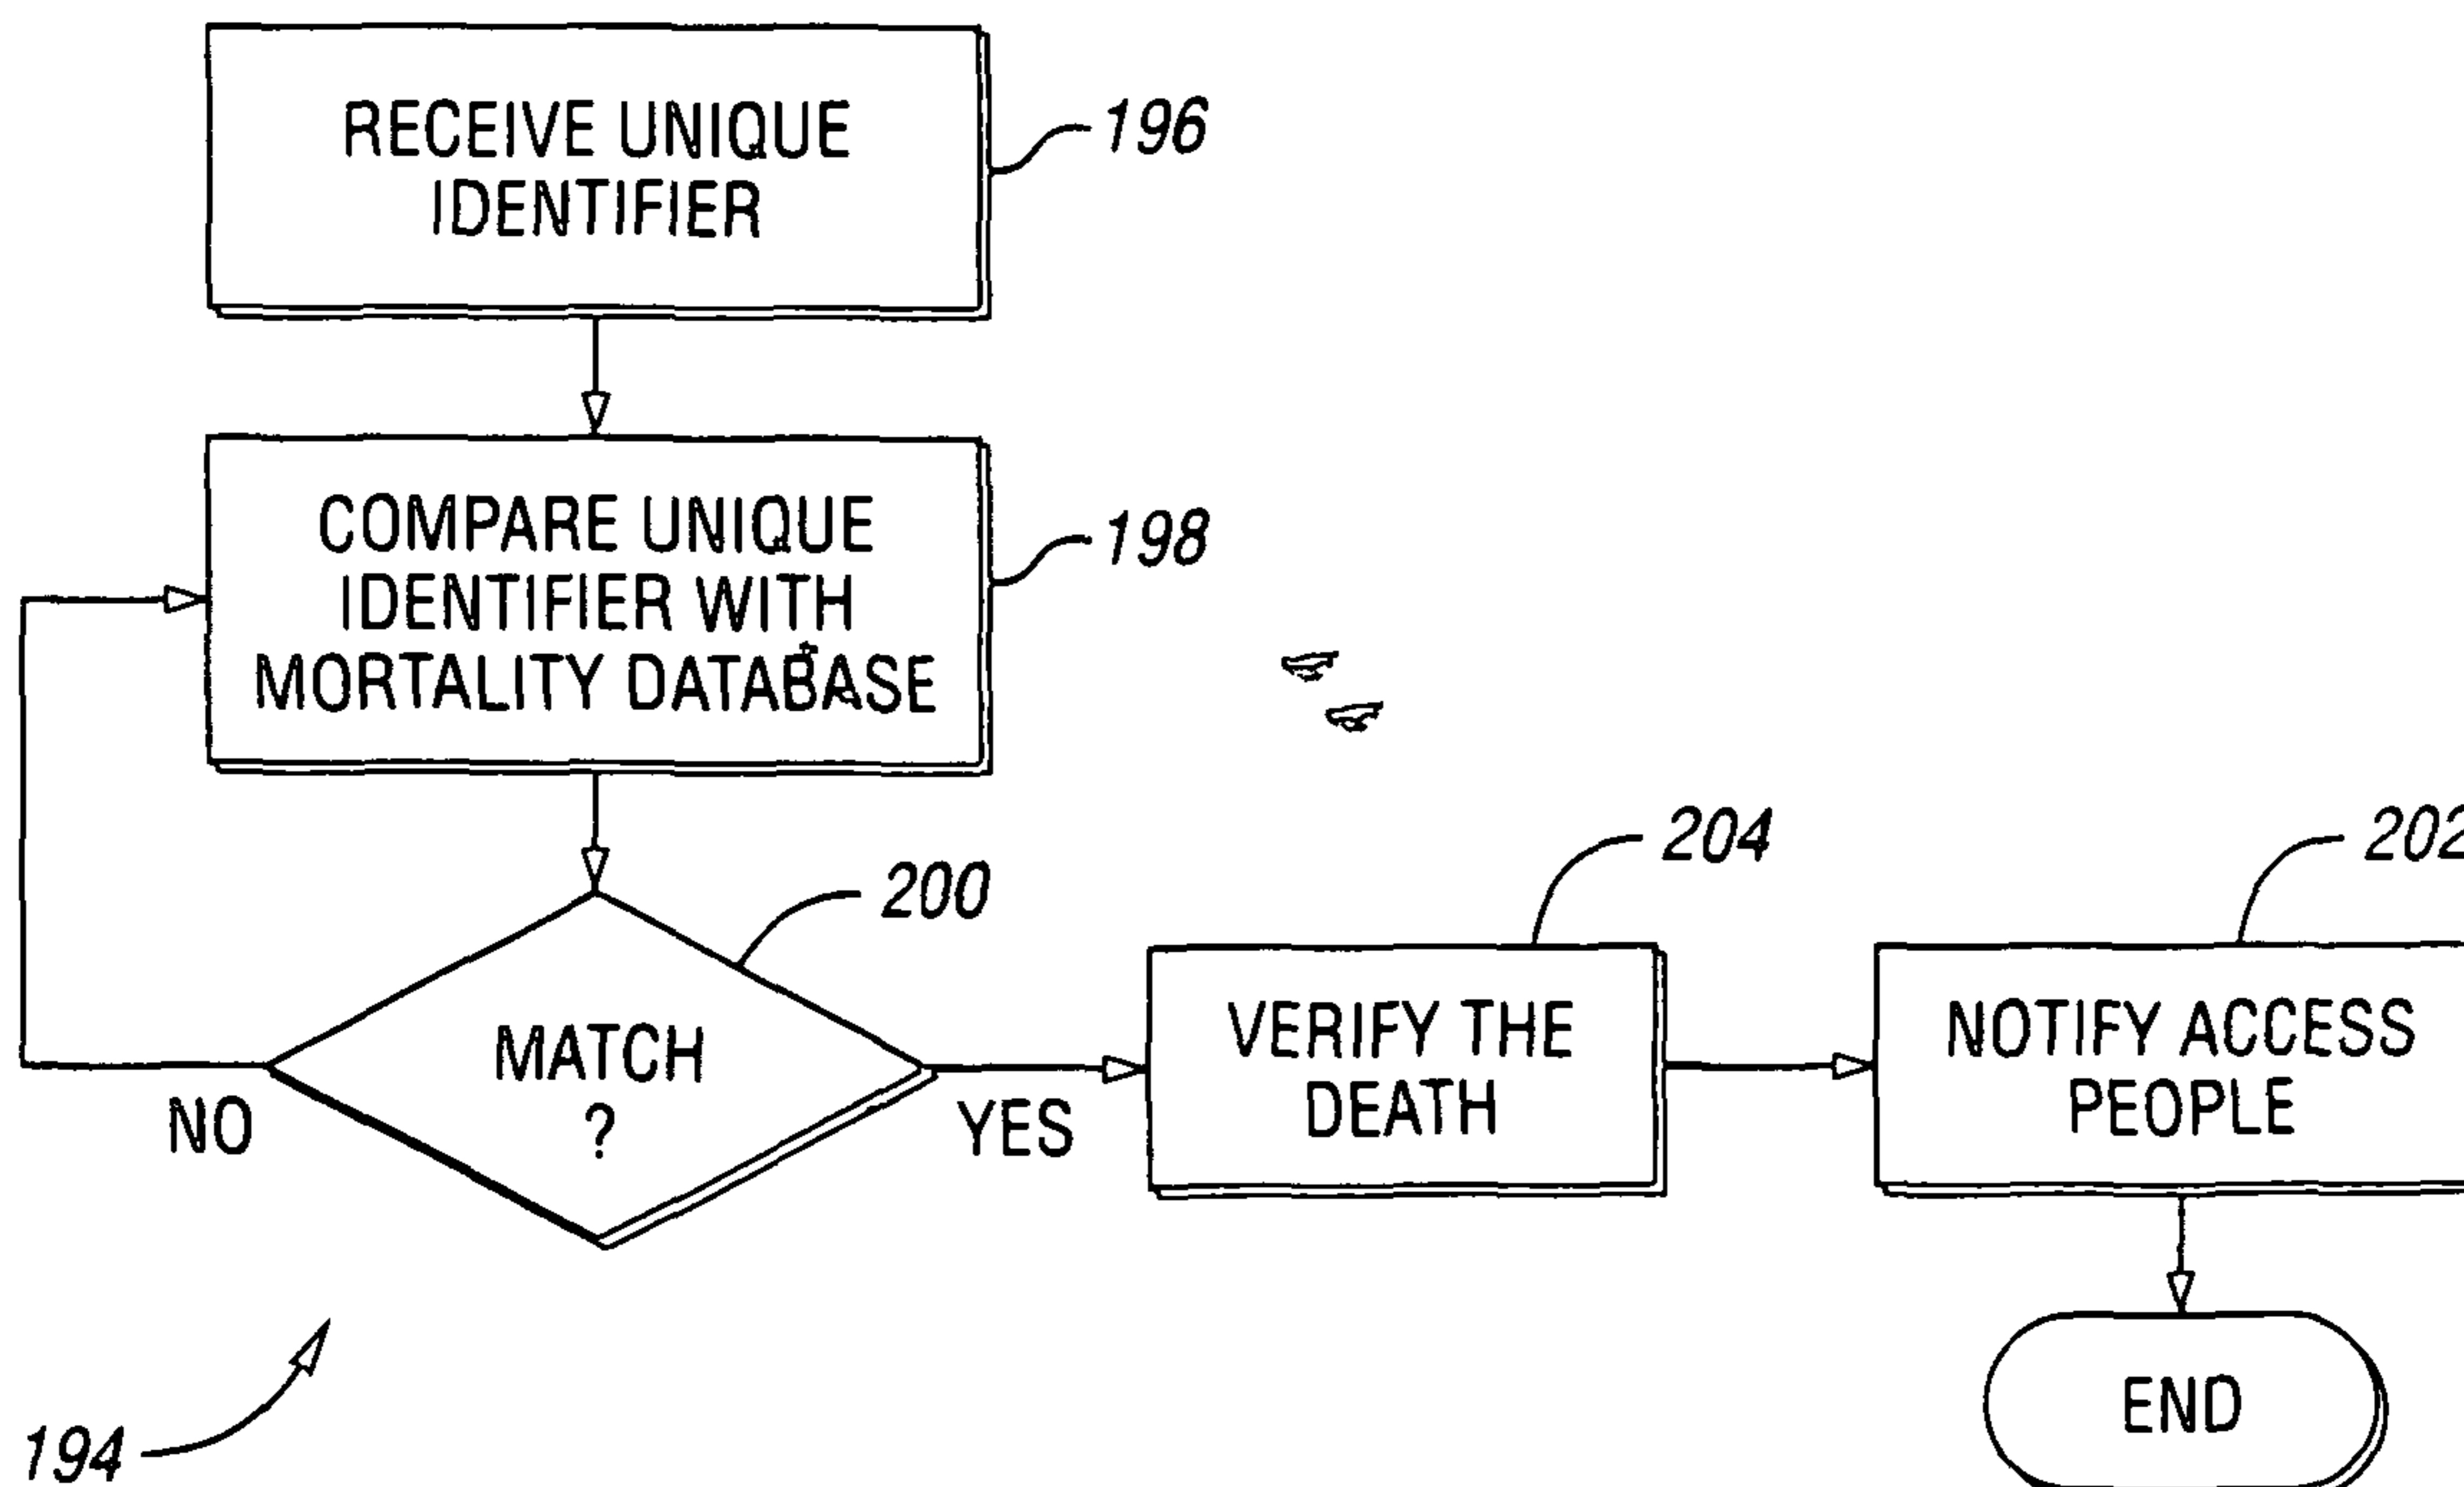 RECEIVE UNIQUE
IDENTIFIER
196
COMPARE UNIQUE
IDENTIFIER WITH
MORTALITY DATABASE
198
200
MATCH
?
NO
YES
204
VERIFY THE
DEATH
202
NOTIFY ACCESS
PEOPLE
END
194